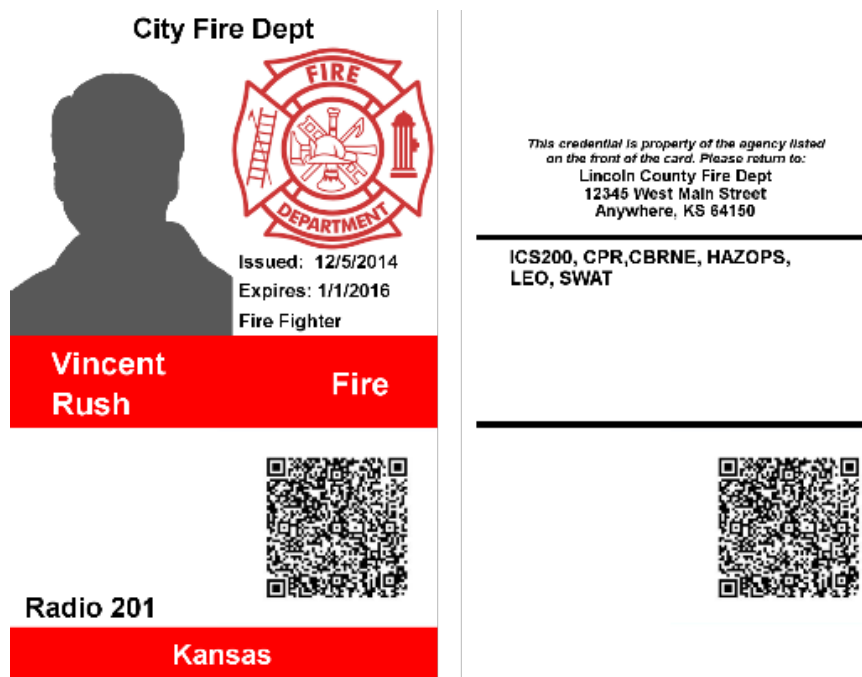 City Fire Dept
FIRE
DEPARTMENT
Issued: 12/5/2014
Expires: 1/1/2016
Fire Fighter
Vincent
Rush
Fire
Radio 201
Kansas
This credential is property of the agency listed
on the front of the card. Please return to:
Lincoln County Fire Dept
12345 West Main Street
Anywhere, KS 64150
ICS200, CPR,CBRNE, HAZOPS,
LEO, SWAT